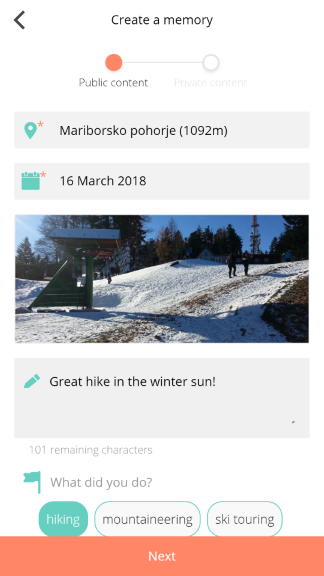 Create a memory
Public content Private content
* Mariborsko pohorje (1092m)
* 16 March 2018
Great hike in the winter sun!
101 remaining characters
What did you do?
hiking mountaineering ski touring
Next